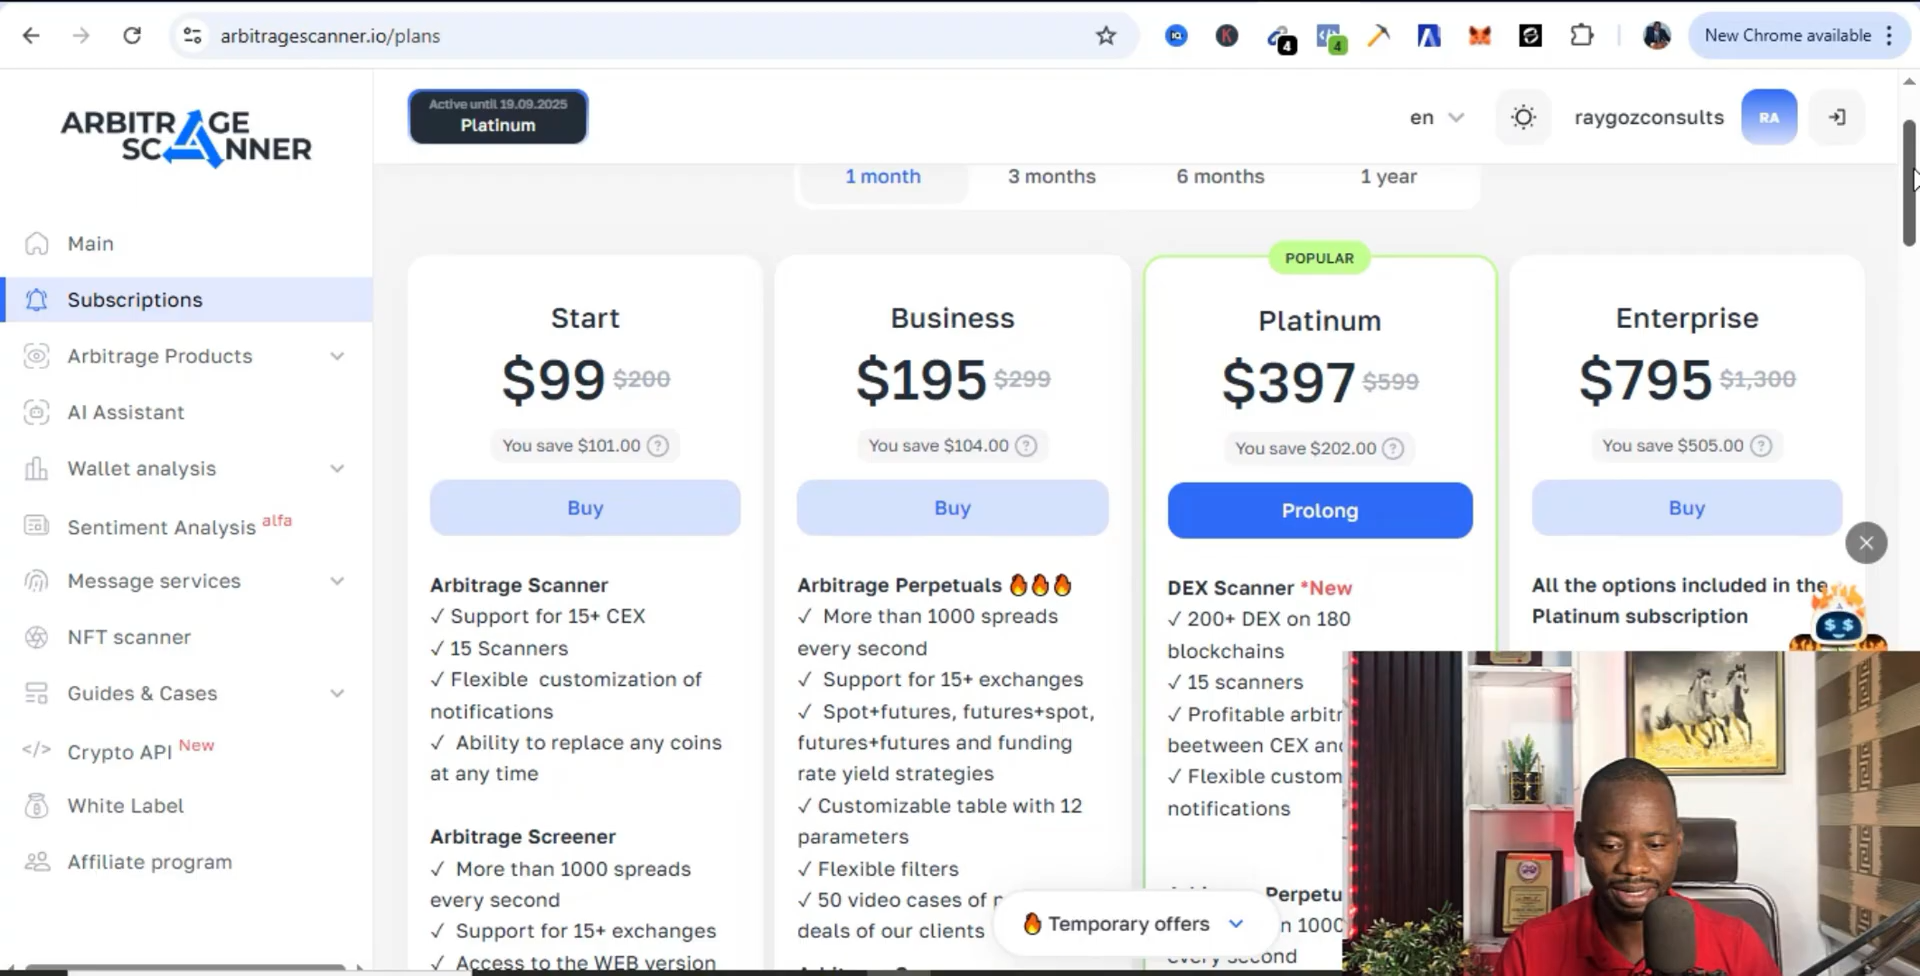 arbitragescanner.io/plans
4
4
New Chrome available
ARBITRAGE
SCANNER
Active until 19.09.2025
Platinum
en
raygozconsults
RA
Main
Subscriptions
Arbitrage Products
AI Assistant
Wallet analysis
Sentiment Analysis alfa
Message services
NFT scanner
Guides & Cases
Crypto API New
White Label
Affiliate program
1 month
3 months
6 months
1 year
Start
$99 $200
You save $101.00 ?
Buy
Arbitrage Scanner
✓ Support for 15+ CEX
✓ 15 Scanners
✓ Flexible customization of
notifications
✓ Ability to replace any coins
at any time
Arbitrage Screener
✓ More than 1000 spreads
every second
✓ Support for 15+ exchanges
✓ Access to the WEB version
Business
$195 $299
You save $104.00 ?
Buy
Arbitrage Perpetuals 🔥🔥🔥
✓ More than 1000 spreads
every second
✓ Support for 15+ exchanges
✓ Spot+futures, futures+spot,
futures+futures and funding
rate yield strategies
✓ Customizable table with 12
parameters
✓ Flexible filters
✓ 50 video cases of
deals of our clients
POPULAR
Platinum
$397 $599
You save $202.00 ?
Prolong
DEX Scanner *New
✓ 200+ DEX on 180
blockchains
✓ 15 scanners
✓ Profitable
beetween CEX
✓ Flexible
notifications
1000
every second
Enterprise
$795 $1,300
You save $505.00 ?
Buy
All the options included in the
Platinum subscription
🔥 Temporary offers